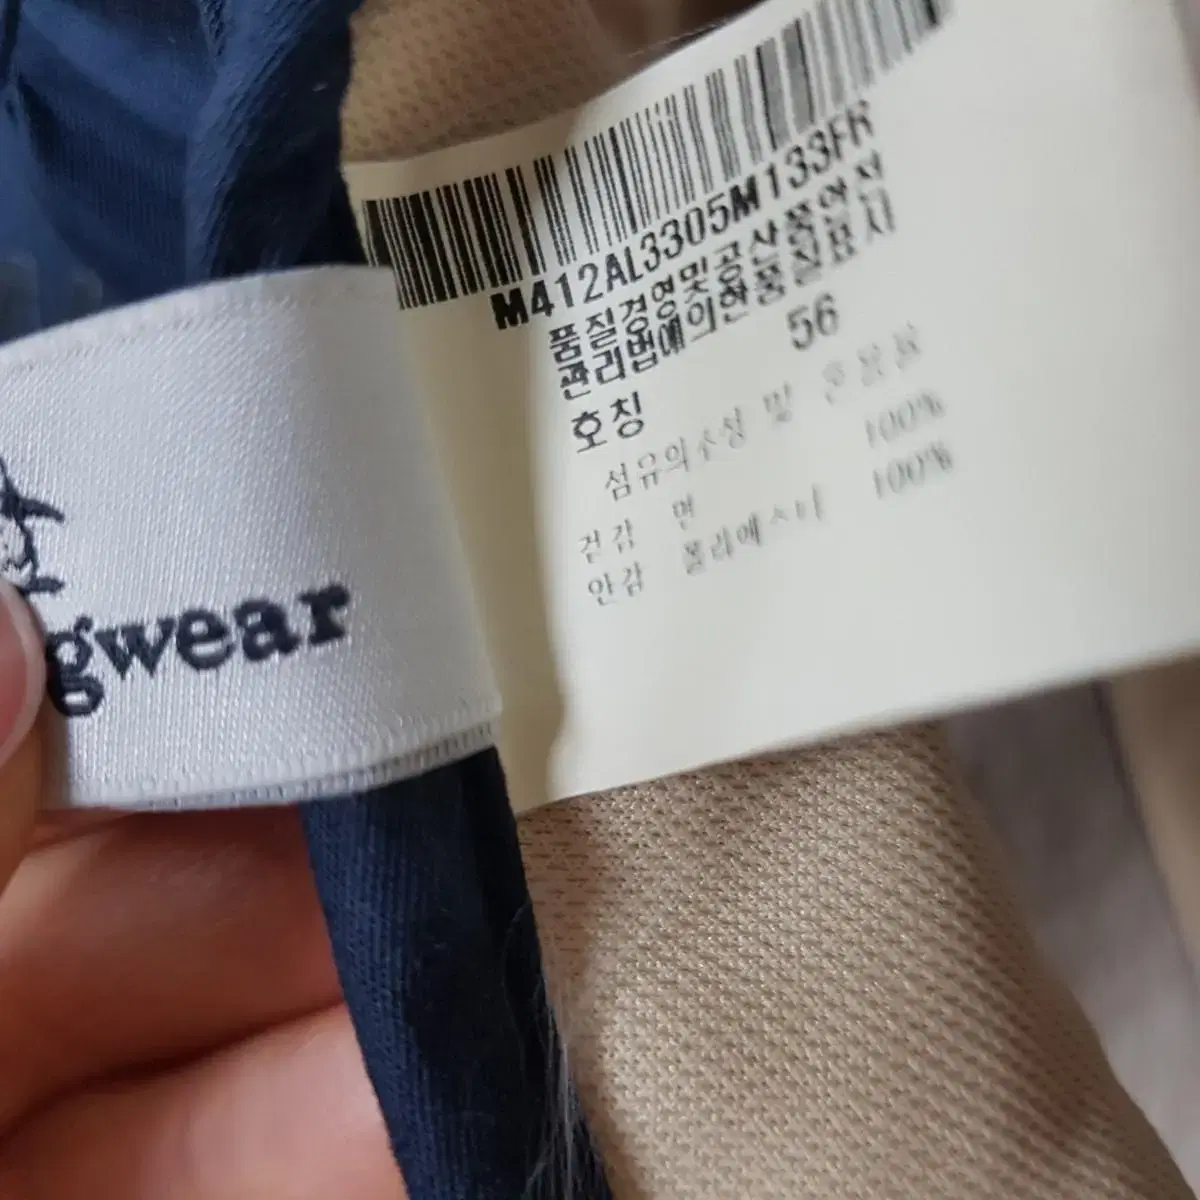 gwear
M412AL3305M133FR
품질경영및공산품안전
관리법에의한품질표시
호칭 56
섬유의소성 및 혼용율
겉감 면 100%
안감 폴리에스터 100%